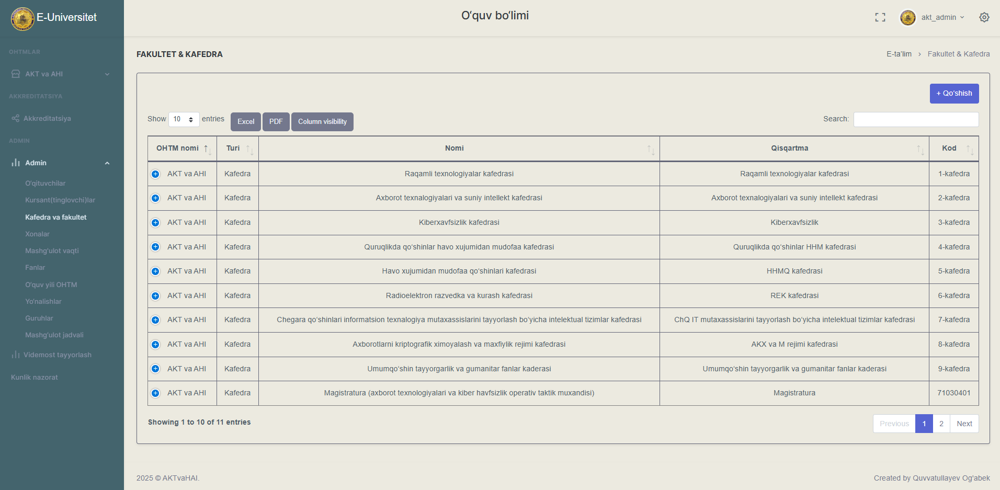 E-Universitet
O'quv bo'limi
akt_admin
OHTMLAR
AKT va AHI
AKKREDITATSIYA
Akkreditatsiya
ADMIN
Admin
O'qituvchilar
Kursant(tinglovchi)lar
Kafedra va fakultet
Xonalar
Mashg'ulot vaqti
Fanlar
O'quv yili OHTM
Yo'nalishlar
Guruhlar
Mashg'ulot jadvali
Videmost tayyorlash
Kunlik nazorat
FAKULTET & KAFEDRA
E-ta'lim > Fakultet & Kafedra
+ Qo'shish
Show 10 entries Excel PDF Column visibility Search:
OHTM nomi Turi Nomi Qisqartma Kod
AKT va AHI Kafedra Raqamli texnologiyalar kafedrasi Raqamli texnologiyalar kafedrasi 1-kafedra
AKT va AHI Kafedra Axborot texnalogiyalari va suniy intellekt kafedrasi Axborot texnalogiyalari va suniy intellekt kafedrasi 2-kafedra
AKT va AHI Kafedra Kiberxavfsizlik kafedrasi Kiberxavfsizlik 3-kafedra
AKT va AHI Kafedra Quruqlikda qo'shinlar havo xujumidan mudofaa kafedrasi Quruqlikda qo'shinlar HHM kafedrasi 4-kafedra
AKT va AHI Kafedra Havo xujumidan mudofaa qo'shinlari kafedrasi HHMQ kafedrasi 5-kafedra
AKT va AHI Kafedra Radioelektron razvedka va kurash kafedrasi REK kafedrasi 6-kafedra
AKT va AHI Kafedra Chegara qo'shinlari informatsion texnalogiya mutaxassislarini tayyorlash bo'yicha intelektual tizimlar kafedrasi ChQ IT mutaxassislarini tayyorlash bo'yicha intelektual tizimlar kafedrasi 7-kafedra
AKT va AHI Kafedra Axborotlarni kriptografik ximoyalash va maxfiylik rejimi kafedrasi AKX va M rejimi kafedrasi 8-kafedra
AKT va AHI Kafedra Umumqo'shin tayyorgarlik va gumanitar fanlar kaderasi Umumqo'shin tayyorgarlik va gumanitar fanlar kaderasi 9-kafedra
AKT va AHI Kafedra Magistratura (axborot texnologiyalari va kiber havfsizlik operativ taktik muxandisi) Magistratura 71030401
Showing 1 to 10 of 11 entries
Previous 1 2 Next
2025 © AKTvaHAI.
Created by Quvvatullayev Og'abek